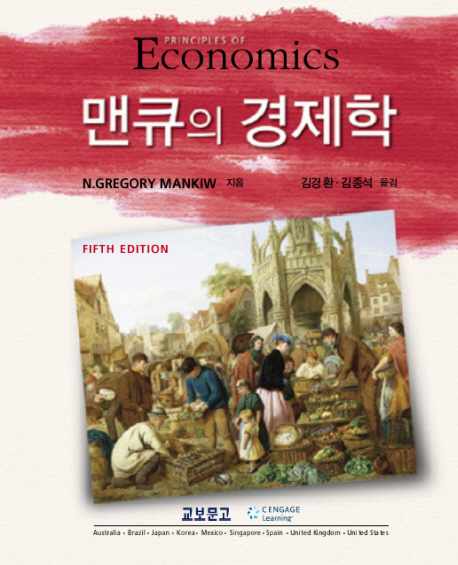 PRINCIPLES OF
Economics
맨큐의 경제학
N.GREGORY MANKIW 지음 김경환·김종석 옮김
FIFTH EDITION
교보문고 CENGAGE Learning™
Australia • Brazil • Japan • Korea • Mexico • Singapore • Spain • United Kingdom • United States